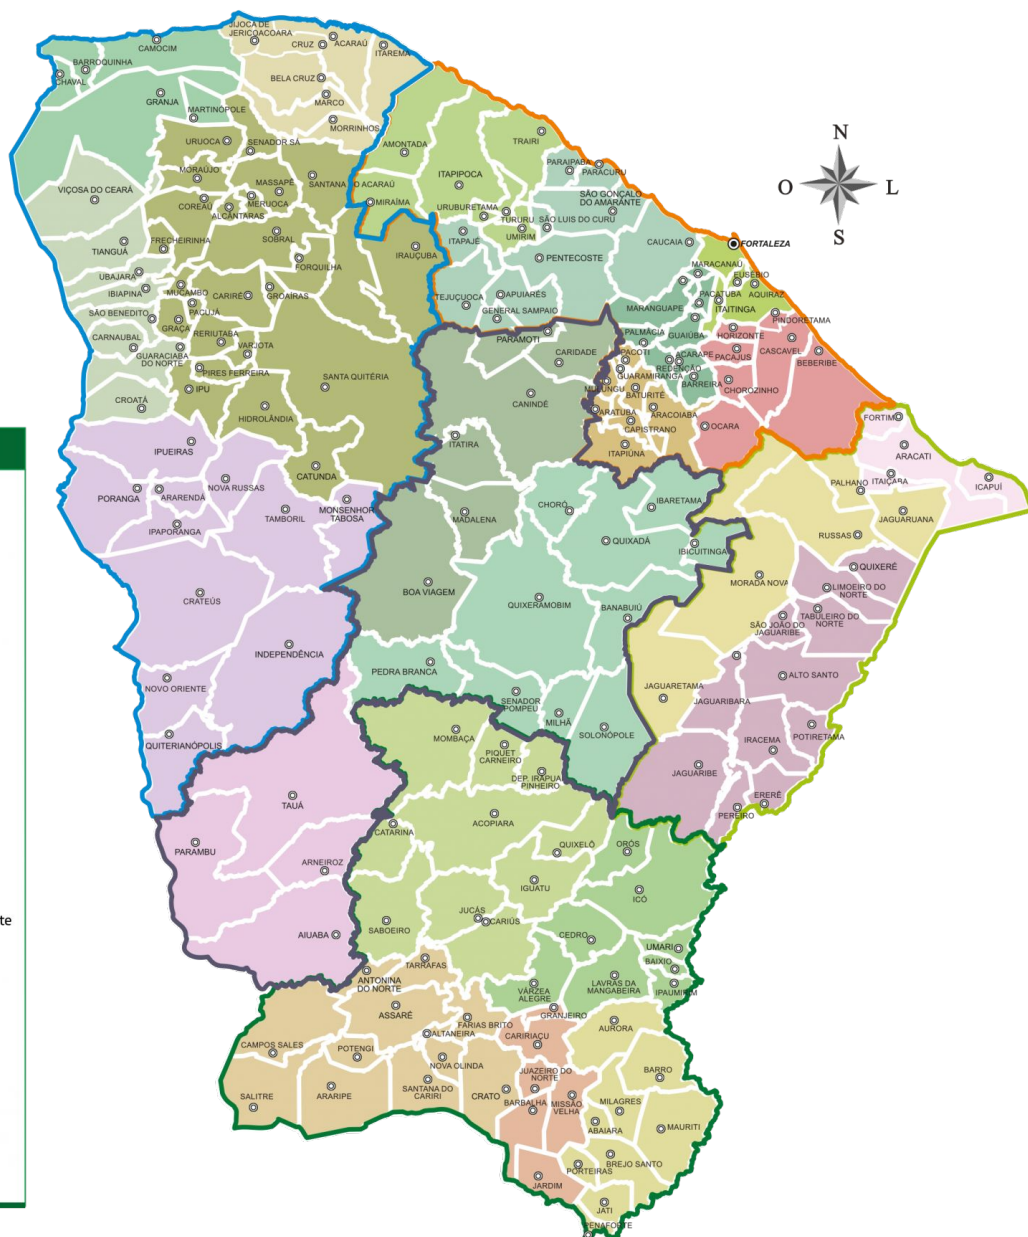 JIJOCA DE
JERICOACOARA
CRUZ
ACARAÚ
ITAREMA
CAMOCIM
BARROQUINHA
CHAVAL
BELA CRUZ
GRANJA
MARCO
MARTINÓPOLE
MORRINHOS
N
O
L
S
URUOCA
SENADOR SÁ
AMONTADA
TRAIRI
PARAIPABA
PARACURU
MORAÚJO
MASSAPÊ
SANTANA DO ACARAÚ
ITAPIPOCA
VIÇOSA DO CEARÁ
COREAÚ
MERUOCA
ALCÂNTARAS
MIRAÍMA
URUBURETAMA
TURURU
SÃO GONÇALO
DO AMARANTE
SÃO LUIS DO CURU
UMIRIM
TIANGUÁ
FRECHEIRINHA
SOBRAL
IRAUÇUBA
ITAPAJÉ
CAUCAIA
FORTALEZA
FORQUILHA
PENTECOSTE
UBAJARA
IBIAPINA
MUCAMBO
CARIRÉ
GROAÍRAS
PACUJÁ
MARACANAÚ
EUSÉBIO
PACATUBA
AQUIRAZ
ITAITINGA
TEJUÇUOCA
APUIARÉS
GENERAL SAMPAIO
MARANGUAPE
SÃO BENEDITO
GRAÇA
PINDORETAMA
CARNAUBAL
RERIUTABA
VARJOTA
PARAMOTI
PALMÁCIA
GUAIÚBA
HORIZONTE
GUARACIABA
DO NORTE
PIRES FERREIRA
CARIDADE
PACOTI
ACARAPE
REDENÇÃO
PACAJUS
CASCAVEL
BEBERIBE
GUARAMIRANGA
MULUNGU
BARREIRA
CHOROZINHO
IPU
SANTA QUITÉRIA
BATURITÉ
CROATÁ
HIDROLÂNDIA
CANINDÉ
ARATUBA
ARACOIABA
CAPISTRANO
OCARA
FORTIM
IPUEIRAS
ITATIRA
ITAPIÚNA
ARACATI
CATUNDA
PORANGA
ARARENDÁ
NOVA RUSSAS
PALHANO
ITAIÇABA
ICAPUÍ
TAMBORIL
MONSENHOR
TABOSA
CHORÓ
IBARETAMA
JAGUARUANA
IPAPORANGA
MADALENA
QUIXADÁ
RUSSAS
IBICUITINGA
QUIXERÉ
CRATEÚS
BOA VIAGEM
QUIXERAMOBIM
MORADA NOVA
LIMOEIRO DO
NORTE
BANABUIÚ
TABULEIRO DO
NORTE
SÃO JOÃO DO
JAGUARIBE
INDEPENDÊNCIA
PEDRA BRANCA
ALTO SANTO
NOVO ORIENTE
JAGUARETAMA
JAGUARIBARA
SENADOR
POMPEU
MILHÃ
SOLONÓPOLE
POTIRETAMA
QUITERIANÓPOLIS
MOMBAÇA
PIQUET
CARNEIRO
IRACEMA
DEP. IRAPUA
PINHEIRO
JAGUARIBE
ERERÊ
TAUÁ
PEREIRO
ACOPIARA
CATARINA
PARAMBU
ARNEIROZ
QUIXELÔ
ORÓS
IGUATU
ICÓ
te
JUCÁS
CARIÚS
SABOEIRO
AIUABA
CEDRO
UMARI
BAIXIO
TARRAFAS
ANTONINA
DO NORTE
VÁRZEA
ALEGRE
LAVRAS DA
MANGABEIRA
IPAUMIRIM
ASSARÉ
GRANJEIRO
FARIAS BRITO
AURORA
ALTANEIRA
CARIRIAÇU
CAMPOS SALES
POTENGI
NOVA OLINDA
JUAZEIRO DO
NORTE
BARRO
SALITRE
ARARIPE
SANTANA DO
CARIRI
CRATO
BARBALHA
MISSÃO
VELHA
MILAGRES
ABAIARA
MAURITI
BREJO SANTO
PORTEIRAS
JARDIM
JATI
PENAFORTE